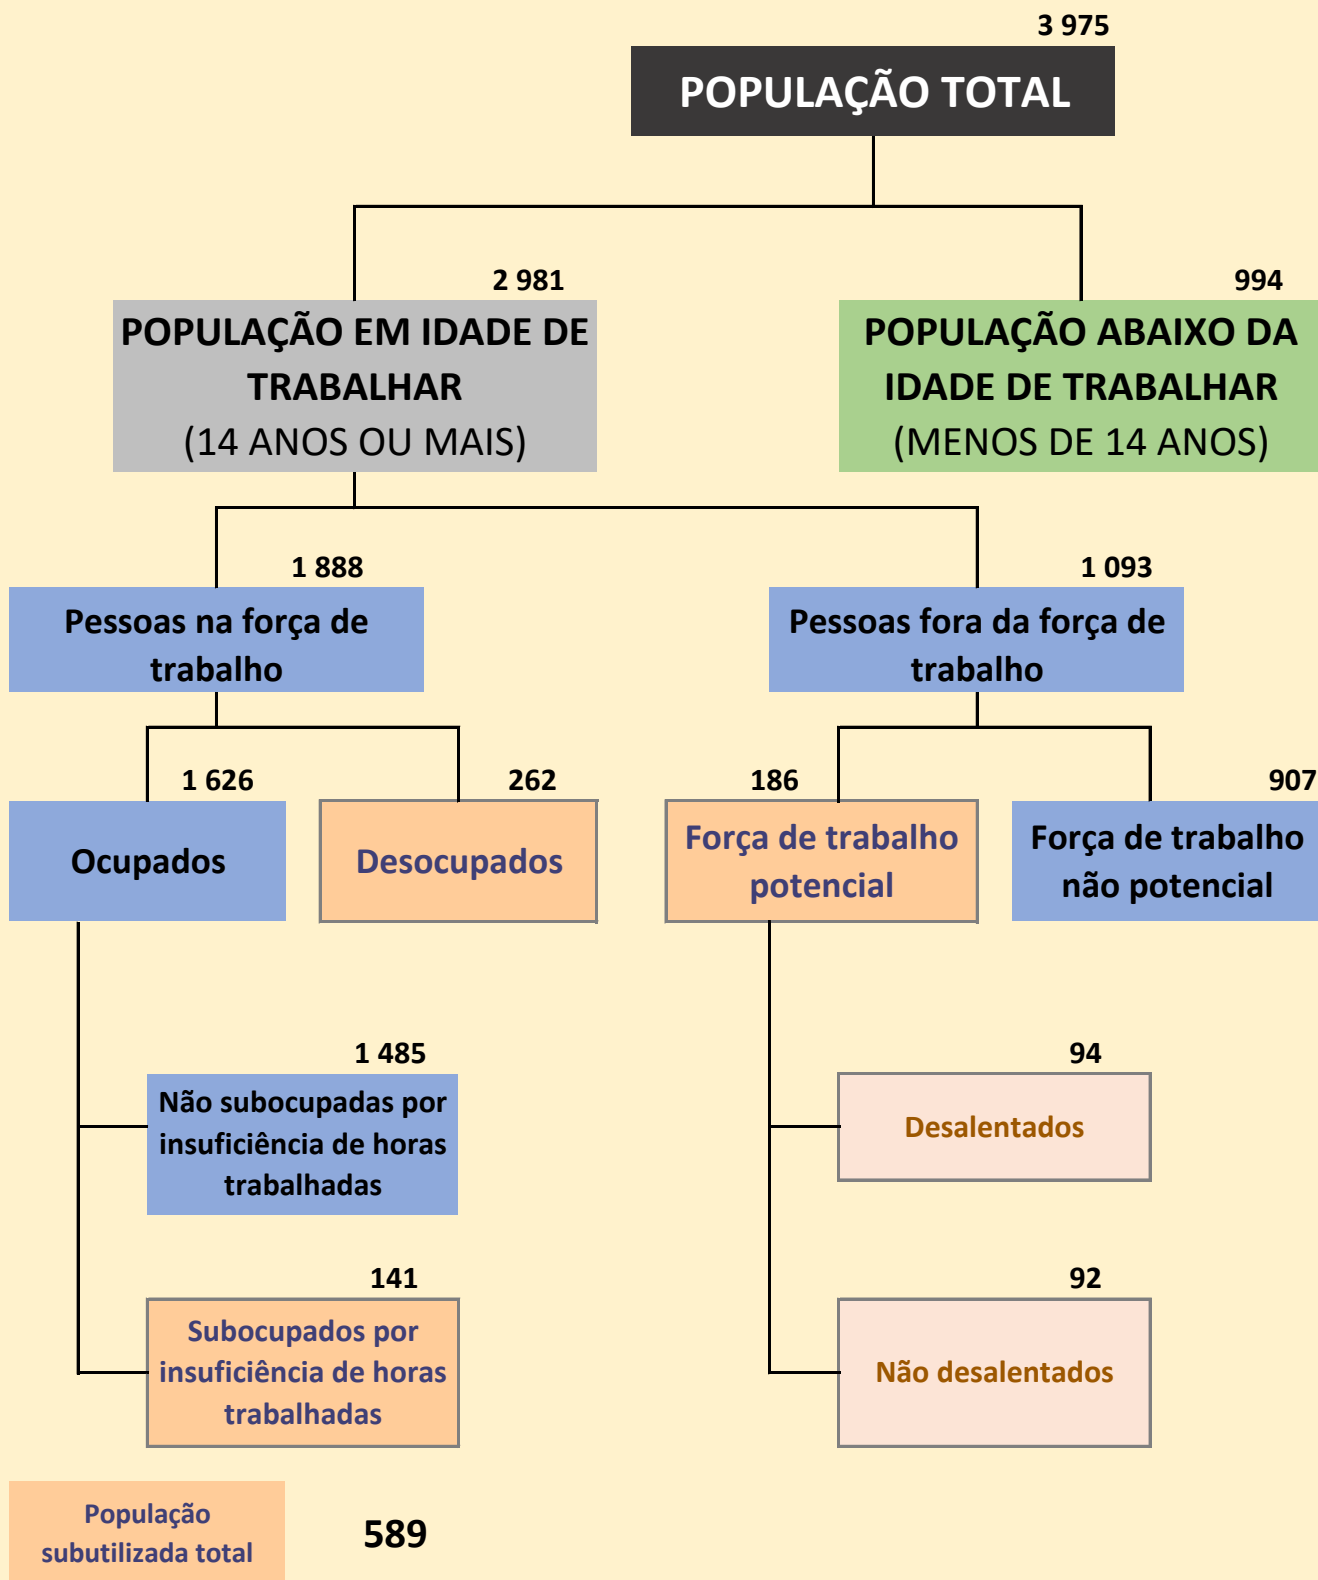 3 975
POPULAÇÃO TOTAL
2 981
POPULAÇÃO EM IDADE DE
TRABALHAR
(14 ANOS OU MAIS)
994
POPULAÇÃO ABAIXO DA
IDADE DE TRABALHAR
(MENOS DE 14 ANOS)
1 888
Pessoas na força de
trabalho
1 093
Pessoas fora da força de
trabalho
1 626
Ocupados
262
Desocupados
186
Força de trabalho
potencial
907
Força de trabalho
não potencial
1 485
Não subocupadas por
insuficiência de horas
trabalhadas
94
Desalentados
141
Subocupados por
insuficiência de horas
trabalhadas
92
Não desalentados
População
subutilizada total
589